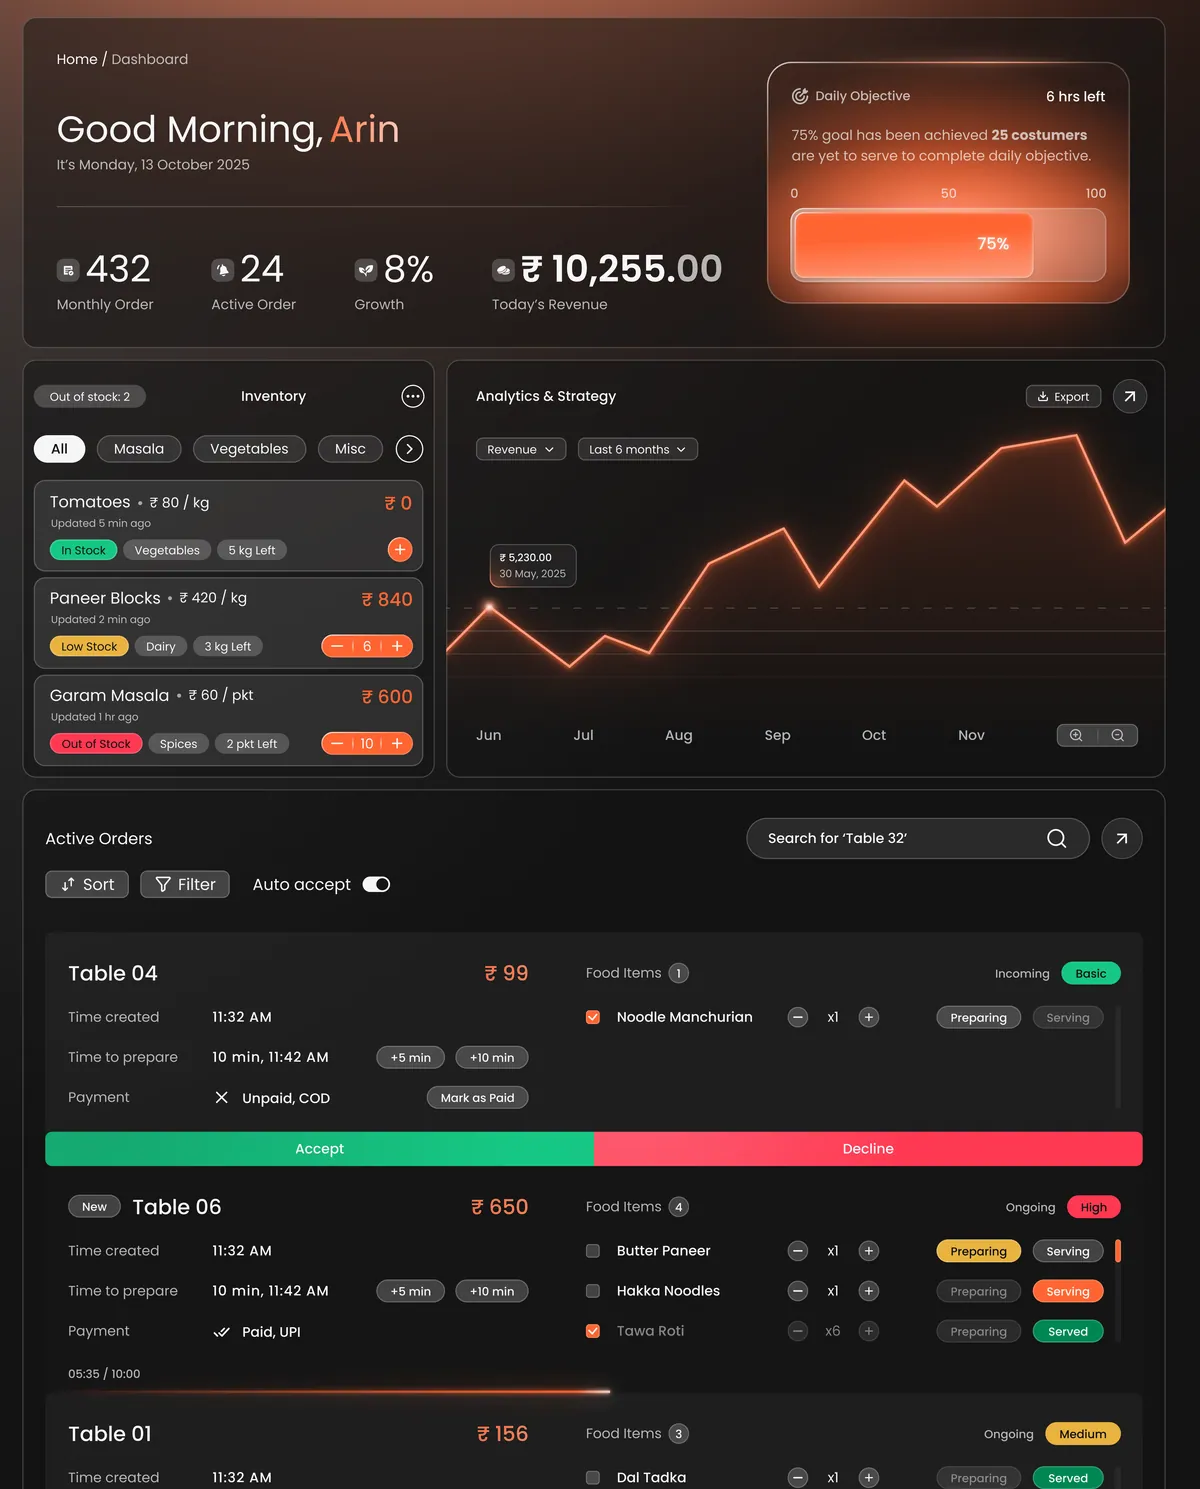 Home / Dashboard
Good Morning, Arin
It's Monday, 13 October 2025
432
Monthly Order
24
Active Order
8%
Growth
₹ 10,255.00
Today's Revenue
Daily Objective
6 hrs left
75% goal has been achieved 25 costumers
are yet to serve to complete daily objective.
0 50 100
75%
Out of stock: 2
Inventory
All Masala Vegetables Misc
Tomatoes • ₹ 80 / kg
₹ 0
Updated 5 min ago
In Stock Vegetables 5 kg Left
+
Paneer Blocks • ₹ 420 / kg
₹ 840
Updated 2 min ago
Low Stock Dairy 3 kg Left
− 6 +
Garam Masala • ₹ 60 / pkt
₹ 600
Updated 1 hr ago
Out of Stock Spices 2 pkt Left
− 10 +
Analytics & Strategy
Export
Revenue
Last 6 months
₹ 5,230.00
30 May, 2025
Jun Jul Aug Sep Oct Nov
Active Orders
Search for ‘Table 32’
Sort Filter Auto accept
Table 04
₹ 99
Time created 11:32 AM
Time to prepare 10 min, 11:42 AM +5 min +10 min
Payment Unpaid, COD Mark as Paid
Food Items 1
Incoming Basic
Noodle Manchurian − x1 + Preparing Serving
Accept
Decline
New Table 06
₹ 650
Time created 11:32 AM
Time to prepare 10 min, 11:42 AM +5 min +10 min
Payment Paid, UPI
05:35 / 10:00
Food Items 4
Ongoing High
Butter Paneer − x1 + Preparing Serving
Hakka Noodles − x1 + Preparing Serving
Tawa Roti − x6 + Preparing Served
Table 01
₹ 156
Time created 11:32 AM
Food Items 3
Ongoing Medium
Dal Tadka − x1 + Preparing Served